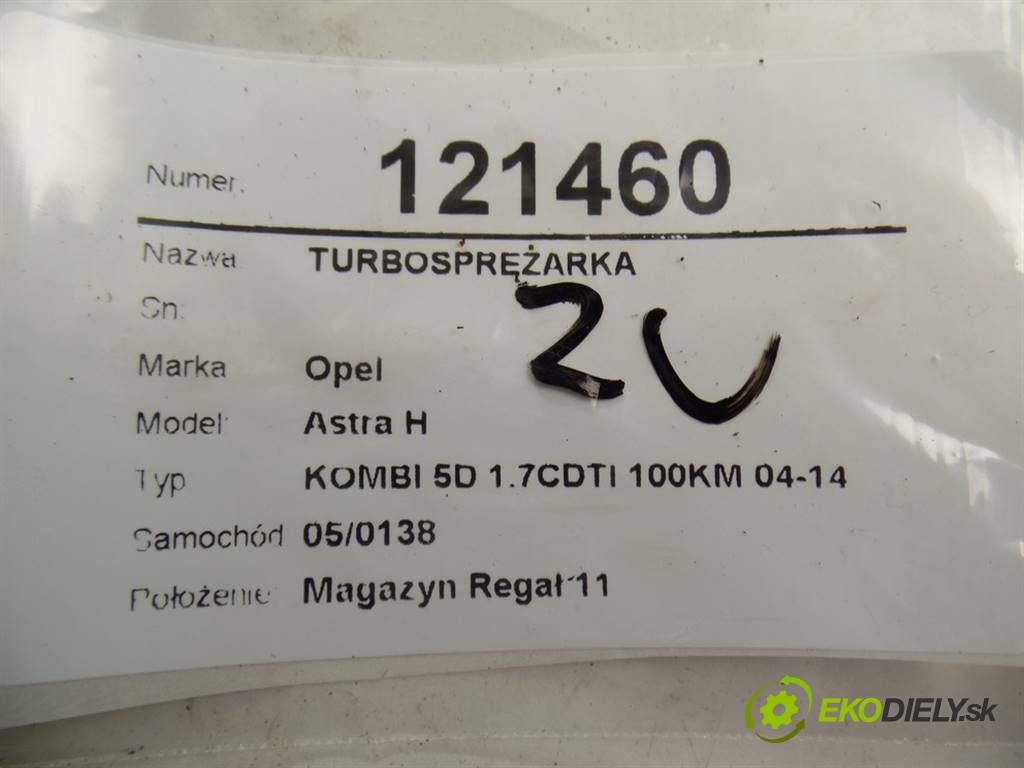 Numer. 121460
Nazwa TURBOSPRĘŻARKA
Sn:
2U
Marka Opel
Model: Astra H
Typ KOMBI 5D 1.7CDTI 100KM 04-14
Samochód 05/0138
Położenie: Magazyn Regał 11
EKODIELY.sk